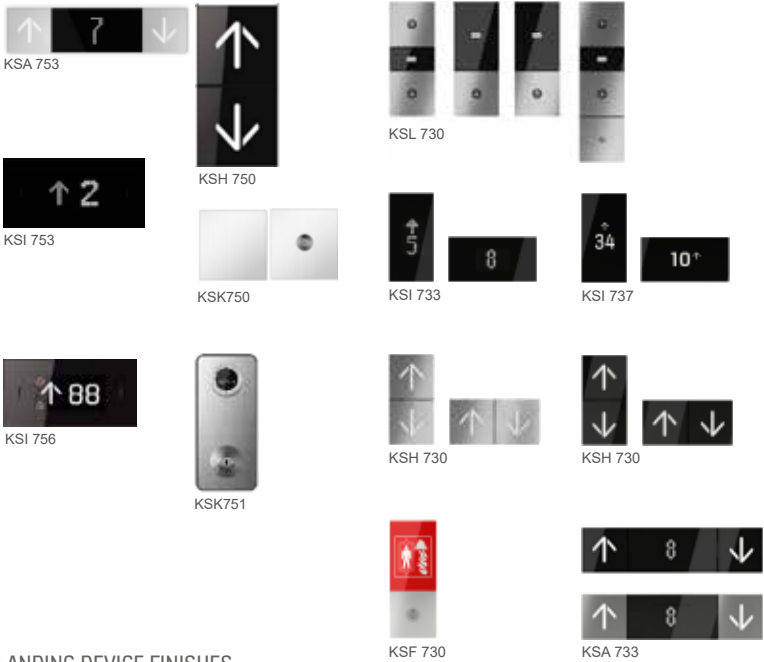 7
KSA 753
KSH 750
KSL 730
2
KSI 753
KSK750
5
8
KSI 733
34
10
KSI 737
88
KSI 756
KSK751
KSH 730
KSH 730
KSF 730
8
8
KSA 733
ANDING DEVICE FINISHES